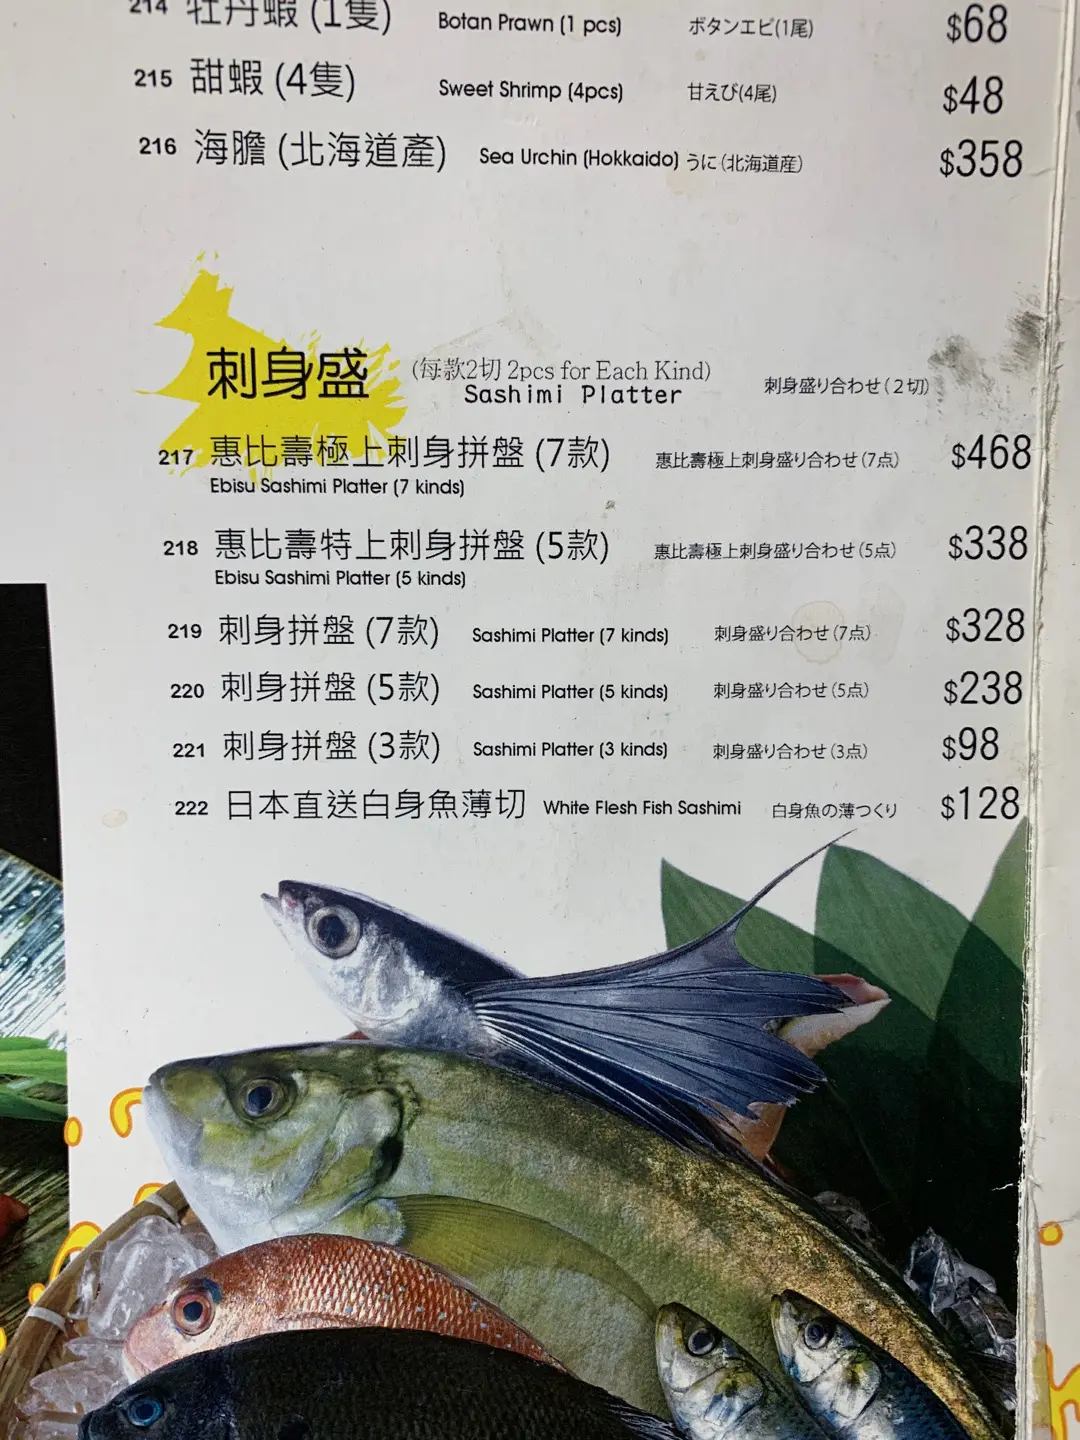 214 牡丹蝦 (1隻) Botan Prawn (1 pcs) ボタンエビ(1尾) $68
215 甜蝦 (4隻) Sweet Shrimp (4pcs) 甘えび(4尾) $48
216 海膽 (北海道產) Sea Urchin (Hokkaido) うに(北海道産) $358
刺身盛 (每款2切 2pcs for Each Kind)
Sashimi Platter 刺身盛り合わせ(2切)
217 惠比壽極上刺身拼盤 (7款) 惠比壽極上刺身盛り合わせ(7点) $468
Ebisu Sashimi Platter (7 kinds)
218 惠比壽特上刺身拼盤 (5款) 惠比壽極上刺身盛り合わせ(5点) $338
Ebisu Sashimi Platter (5 kinds)
219 刺身拼盤 (7款) Sashimi Platter (7 kinds) 刺身盛り合わせ(7点) $328
220 刺身拼盤 (5款) Sashimi Platter (5 kinds) 刺身盛り合わせ(5点) $238
221 刺身拼盤 (3款) Sashimi Platter (3 kinds) 刺身盛り合わせ(3点) $98
222 日本直送白身魚薄切 White Flesh Fish Sashimi 白身魚の薄つくり $128